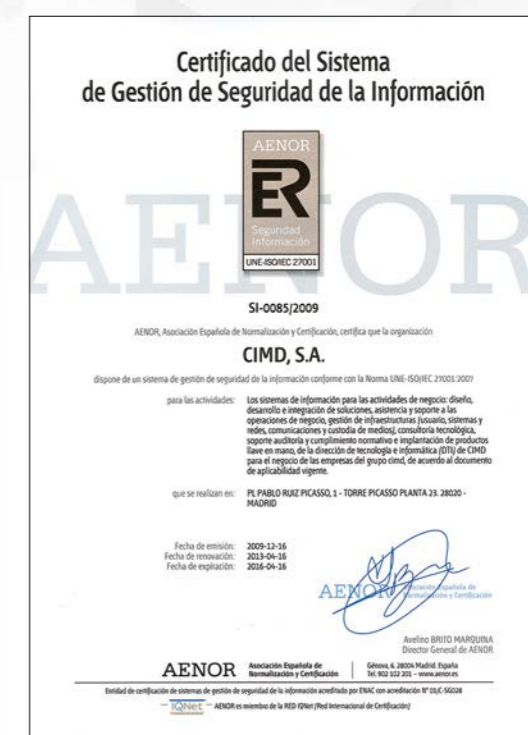 Certificado del Sistema
de Gestión de Seguridad de la Información
AENOR
AENOR
ER
Seguridad
Información
UNE-ISO/IEC 27001
SI-0085/2009
AENOR, Asociación Española de Normalización y Certificación, certifica que la organización
CIMD, S.A.
dispone de un sistema de gestión de seguridad de la información conforme con la Norma UNE-ISO/IEC 27001:2007
para las actividades: Los sistemas de información para las actividades de negocio: diseño,
desarrollo e integración de soluciones, asistencia y soporte a las
operaciones de negocio, gestión de infraestructuras (usuario, sistemas y
redes, comunicaciones y custodia de medios), consultoría tecnológica,
soporte auditoría y cumplimiento normativo e implantación de productos
llave en mano, de la dirección de tecnología e informática (DTI) de CIMD
para el negocio de las empresas del grupo cimd, de acuerdo al documento
de aplicabilidad vigente.
que se realizan en: PL PABLO RUIZ PICASSO, 1 - TORRE PICASSO PLANTA 23. 28020 -
MADRID
Fecha de emisión: 2009-12-16
Fecha de renovación: 2013-04-16
Fecha de expiración: 2016-04-16
AENOR Asociación Española de
Normalización y Certificación
Avelino BRITO MARQUINA
Director General de AENOR
AENOR Asociación Española de
Normalización y Certificación
Génova, 6. 28004 Madrid. España
Tel. 902 102 201 – www.aenor.es
Entidad de certificación de sistemas de gestión de seguridad de la información acreditada por ENAC con acreditación Nº 01/C-SG028
IQNet AENOR es miembro de la RED IQNet (Red Internacional de Certificación)